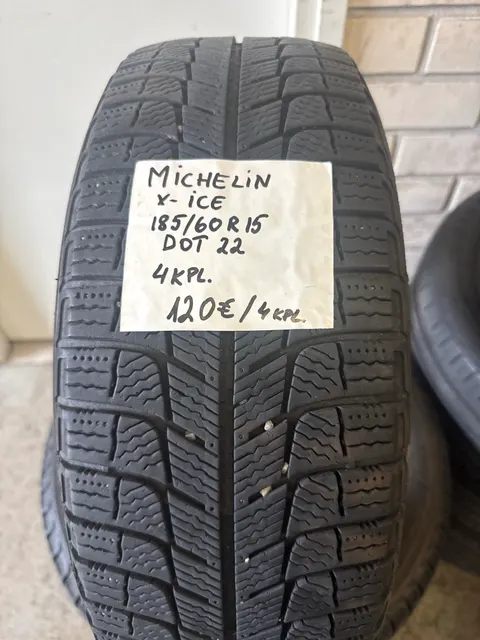 MiCHELiN
X-iCE
185/60 R 15
DOT 22
4 KPL.
120€/4 KPL.